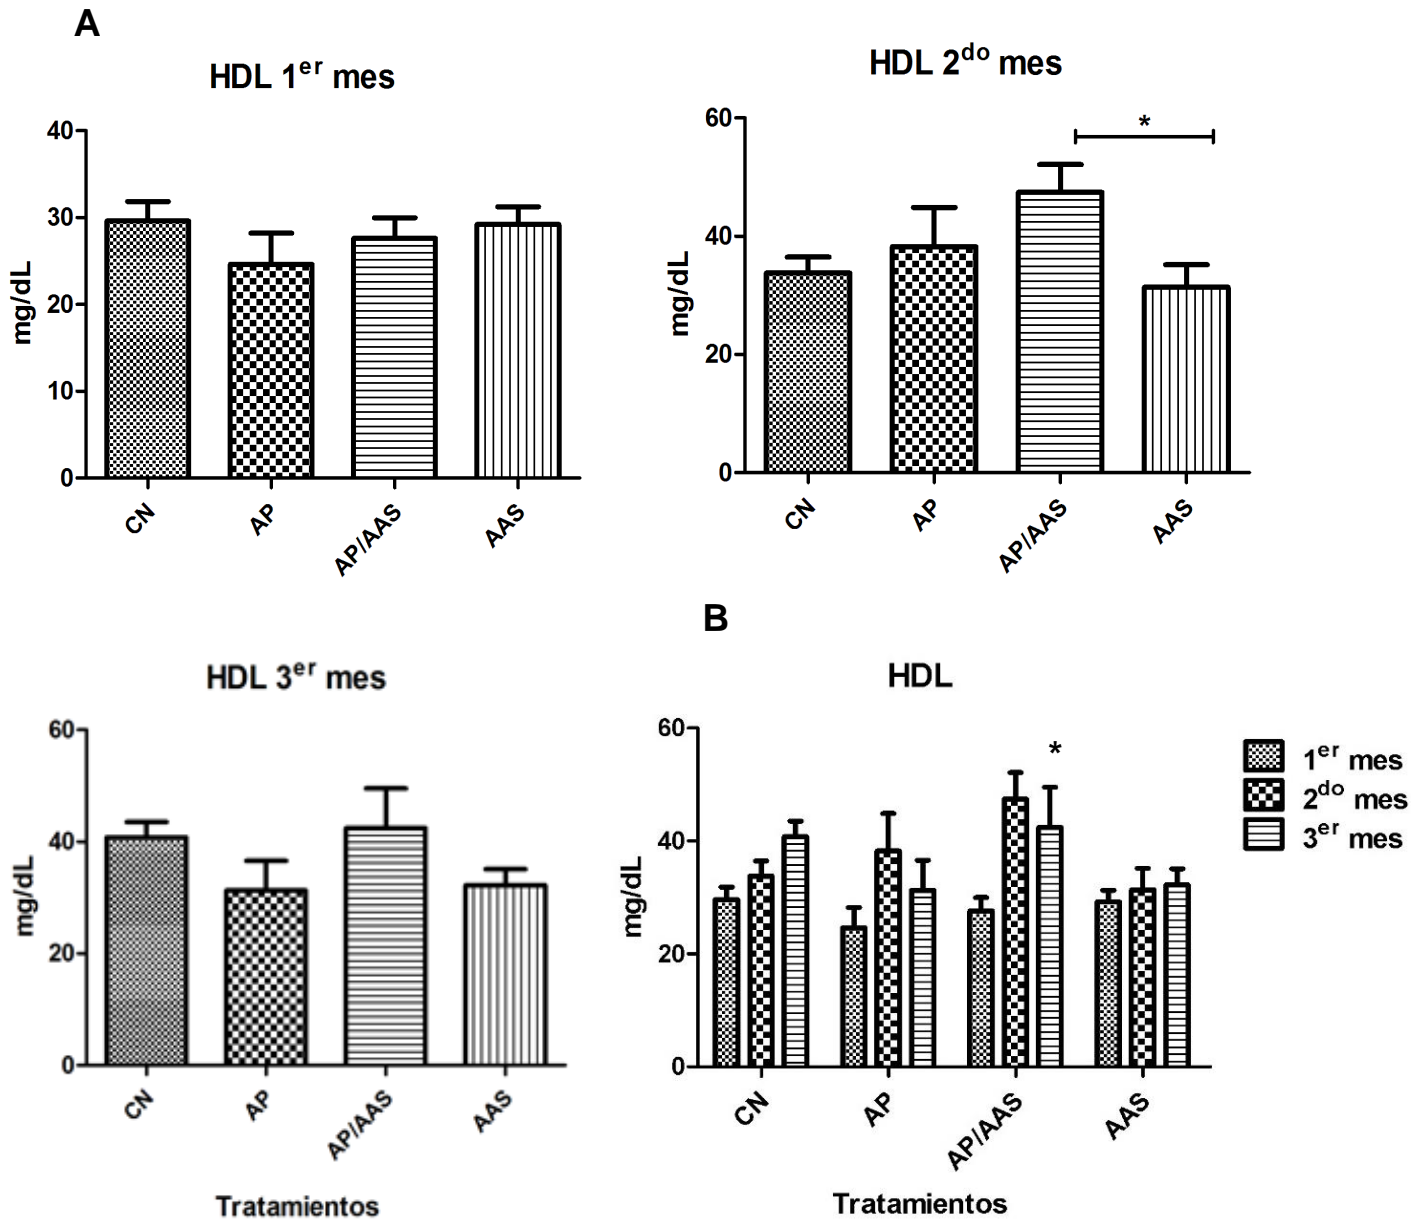 A
HDL 1er mes
40
30
20
10
0
mg/dL
CN
AP
AP/AAS
AAS
HDL 2do mes
60
40
20
0
mg/dL
*
CN
AP
AP/AAS
AAS
HDL 3er mes
60
40
20
0
mg/dL
CN
AP
AP/AAS
AAS
Tratamientos
B
HDL
60
40
20
0
mg/dL
*
CN
AP
AP/AAS
AAS
Tratamientos
1er mes
2do mes
3er mes